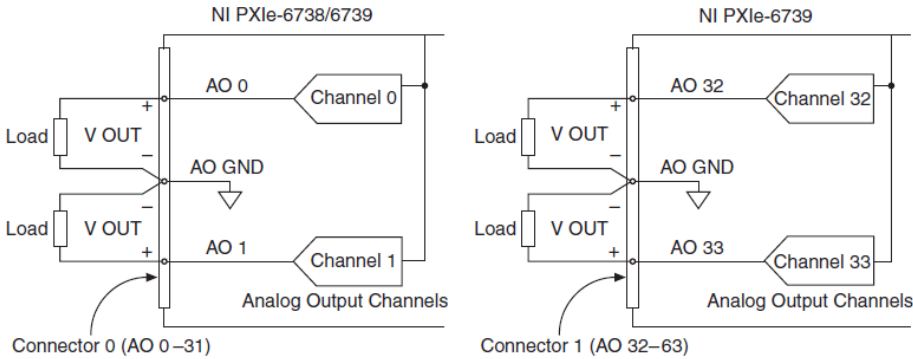 NI PXIe-6738/6739
AO 0
Channel 0
+
Load
V OUT
–
AO GND
–
Load
V OUT
+
AO 1
Channel 1
Analog Output Channels
Connector 0 (AO 0–31)
NI PXIe-6739
AO 32
Channel 32
+
Load
V OUT
–
AO GND
–
Load
V OUT
+
AO 33
Channel 33
Analog Output Channels
Connector 1 (AO 32–63)